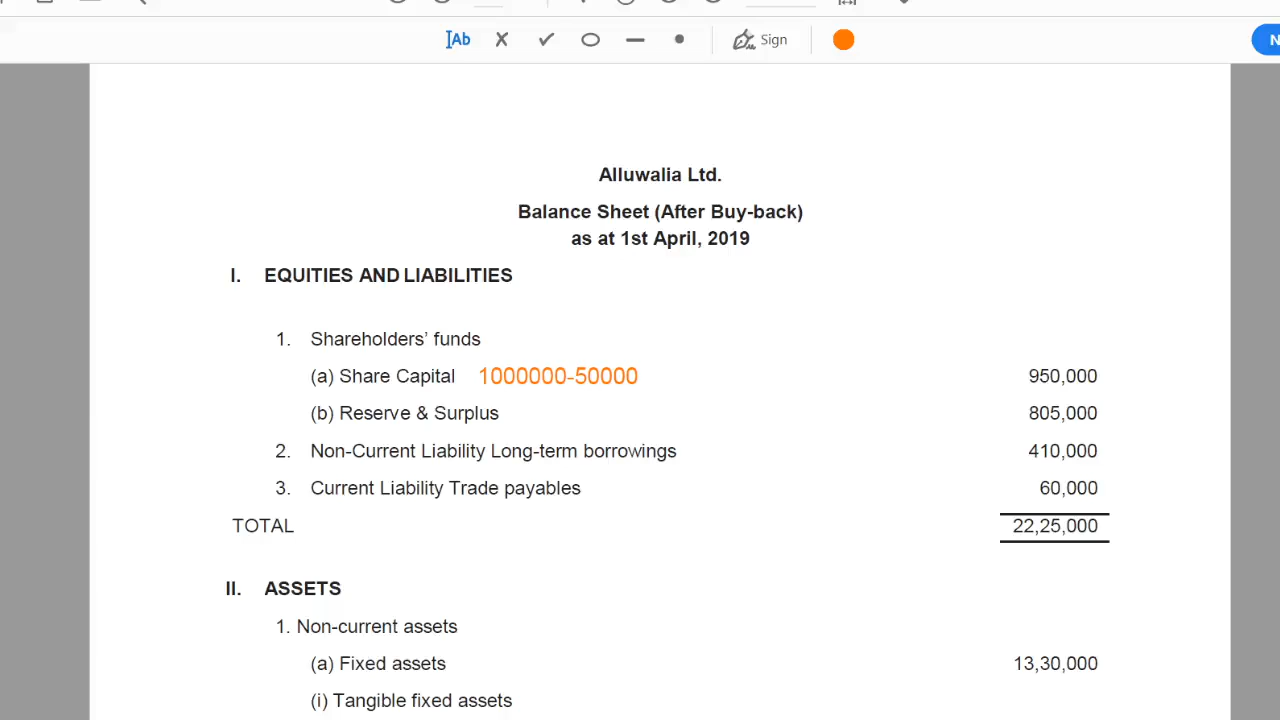 Ab Sign N
Alluwalia Ltd.
Balance Sheet (After Buy-back)
as at 1st April, 2019
I. EQUITIES AND LIABILITIES
1. Shareholders’ funds
(a) Share Capital 1000000-50000 950,000
(b) Reserve & Surplus 805,000
2. Non-Current Liability Long-term borrowings 410,000
3. Current Liability Trade payables 60,000
TOTAL 22,25,000
II. ASSETS
1. Non-current assets
(a) Fixed assets 13,30,000
(i) Tangible fixed assets